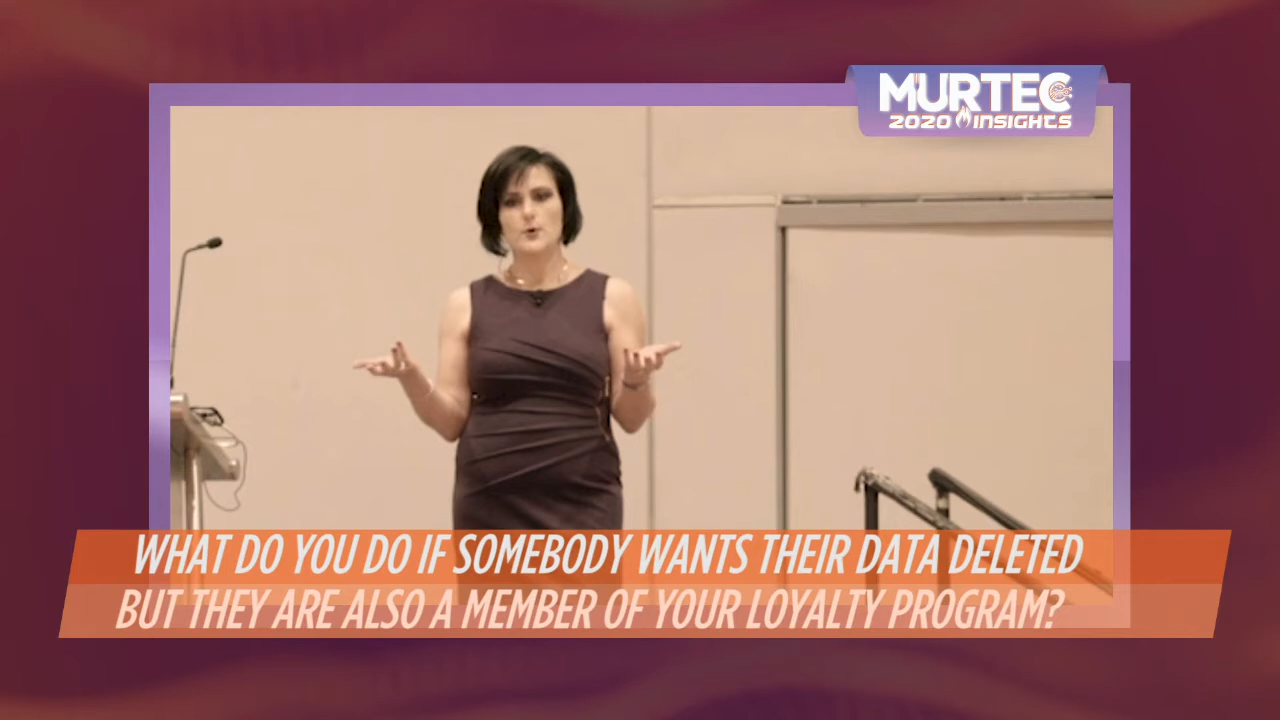 MURTEC
2020 INSIGHTS
WHAT DO YOU DO IF SOMEBODY WANTS THEIR DATA DELETED
BUT THEY ARE ALSO A MEMBER OF YOUR LOYALTY PROGRAM?